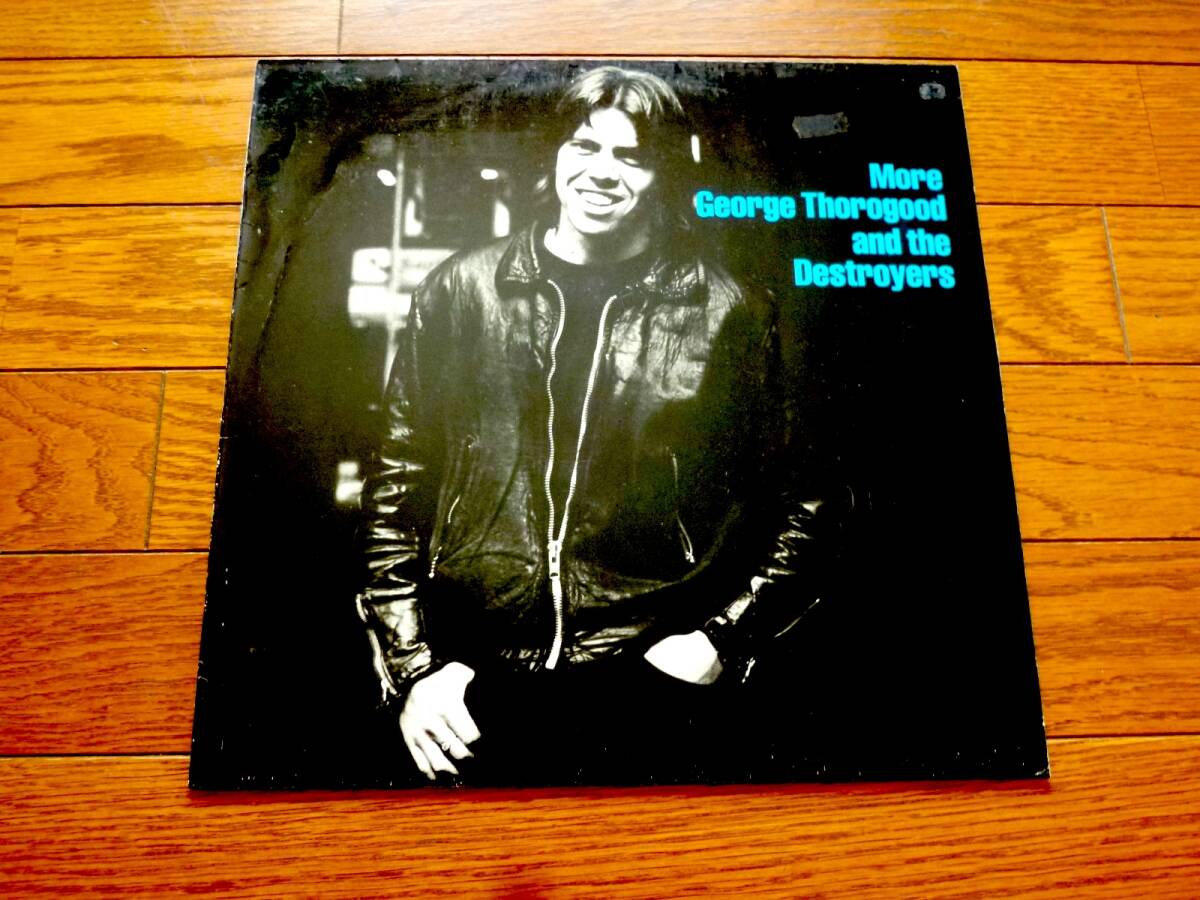 More
George Thorogood
and the
Destroyers